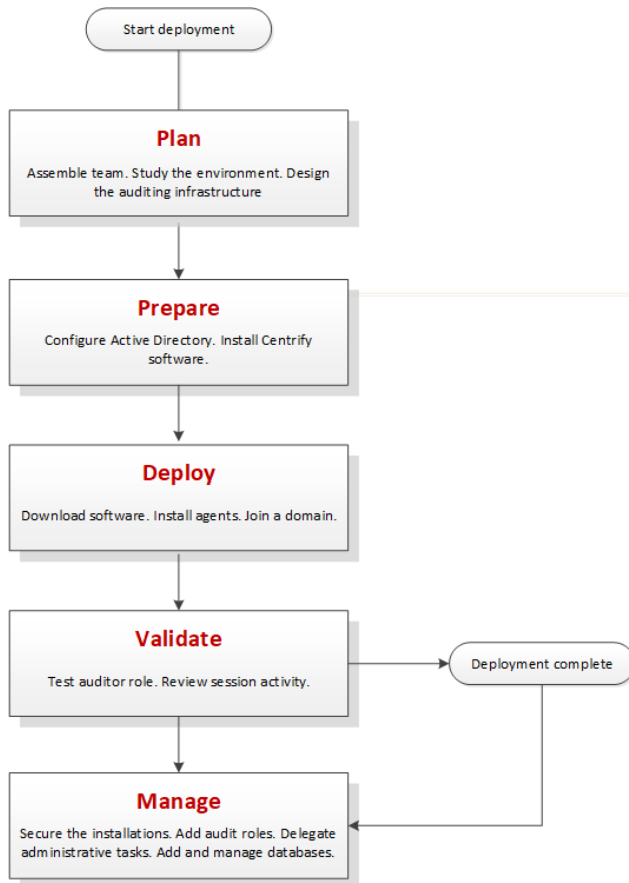 Start deployment
Plan
Assemble team. Study the environment. Design
the auditing infrastructure
Prepare
Configure Active Directory. Install Centrify
software.
Deploy
Download software. Install agents. Join a domain.
Validate
Test auditor role. Review session activity.
Deployment complete
Manage
Secure the installations. Add audit roles. Delegate
administrative tasks. Add and manage databases.